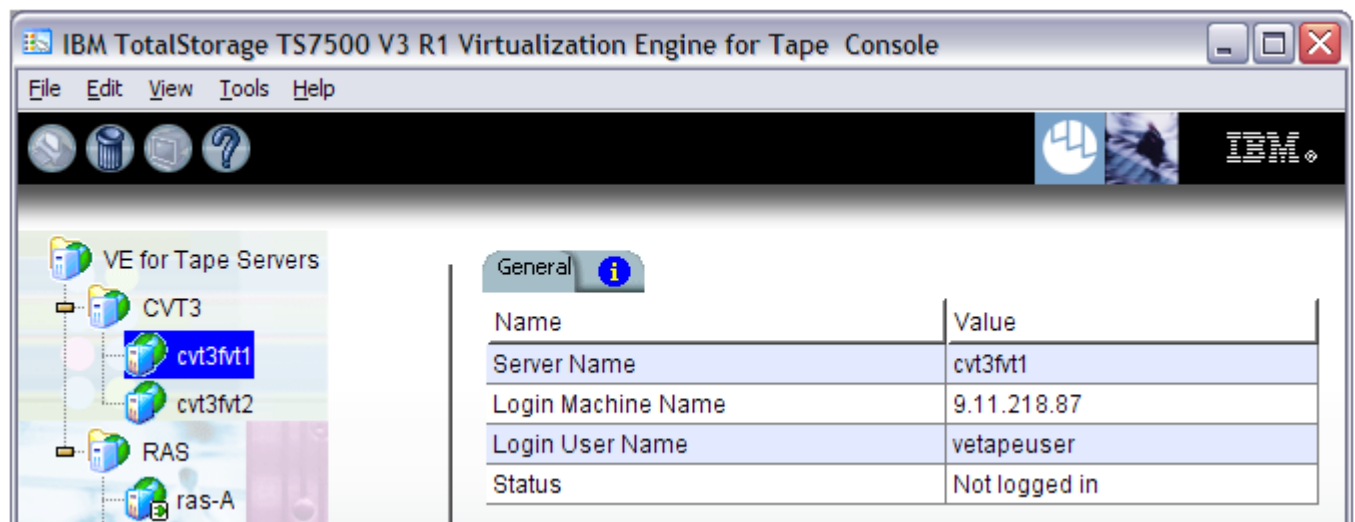 IBM TotalStorage TS7500 V3 R1 Virtualization Engine for Tape Console
File Edit View Tools Help
IBM®
VE for Tape Servers
CVT3
cvt3fvt1
cvt3fvt2
RAS
ras-A
General
Name Value
Server Name cvt3fvt1
Login Machine Name 9.11.218.87
Login User Name vetapeuser
Status Not logged in